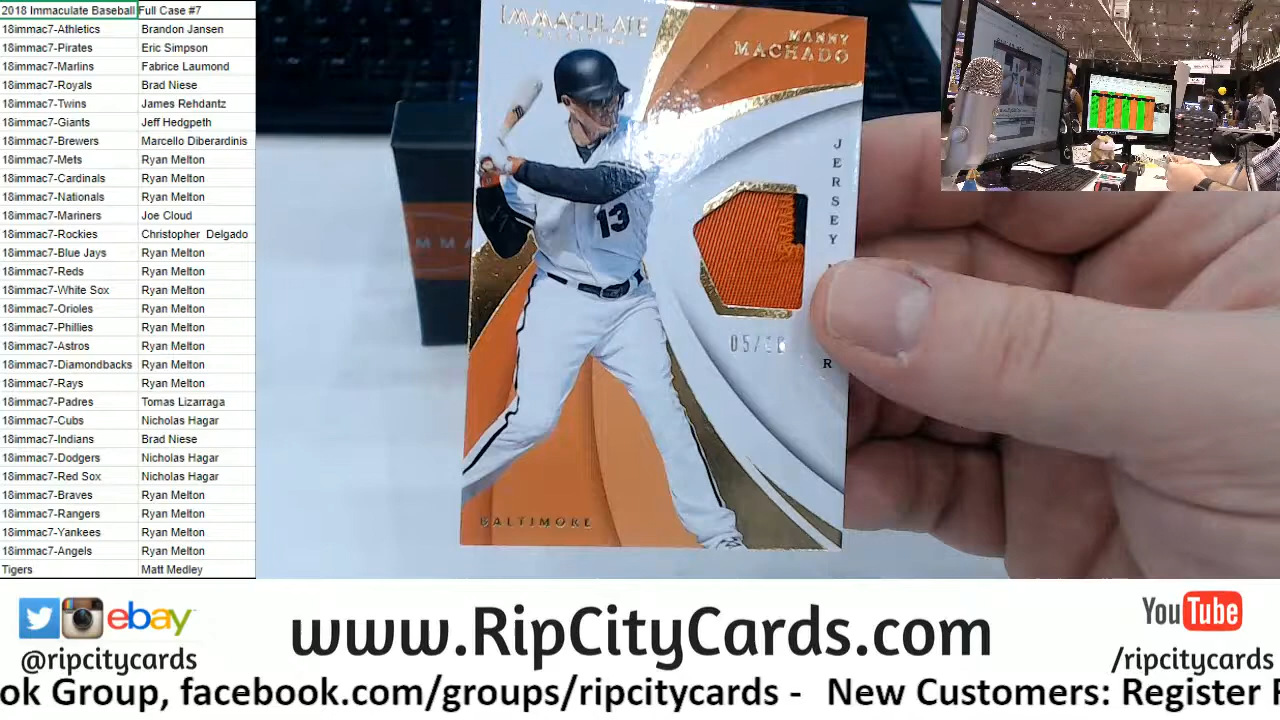 2018 Immaculate Baseball Full Case #7
18immac7-Athletics Brandon Jansen
18immac7-Pirates Eric Simpson
18immac7-Marlins Fabrice Laumond
18immac7-Royals Brad Niese
18immac7-Twins James Rehdantz
18immac7-Giants Jeff Hedgpeth
18immac7-Brewers Marcello Diberardinis
18immac7-Mets Ryan Melton
18immac7-Cardinals Ryan Melton
18immac7-Nationals Ryan Melton
18immac7-Mariners Joe Cloud
18immac7-Rockies Christopher Delgado
18immac7-Blue Jays Ryan Melton
18immac7-Reds Ryan Melton
18immac7-White Sox Ryan Melton
18immac7-Orioles Ryan Melton
18immac7-Phillies Ryan Melton
18immac7-Astros Ryan Melton
18immac7-Diamondbacks Ryan Melton
18immac7-Rays Ryan Melton
18immac7-Padres Tomas Lizarraga
18immac7-Cubs Nicholas Hagar
18immac7-Indians Brad Niese
18immac7-Dodgers Nicholas Hagar
18immac7-Red Sox Nicholas Hagar
18immac7-Braves Ryan Melton
18immac7-Rangers Ryan Melton
18immac7-Yankees Ryan Melton
18immac7-Angels Ryan Melton
Tigers Matt Medley
IMMACULATE
COLLECTION
MANNY
MACHADO
JERSEY
13
BALTIMORE
ebay
@ripcitycards
www.RipCityCards.com
YouTube
/ripcitycards
ok Group, facebook.com/groups/ripcitycards - New Customers: Register